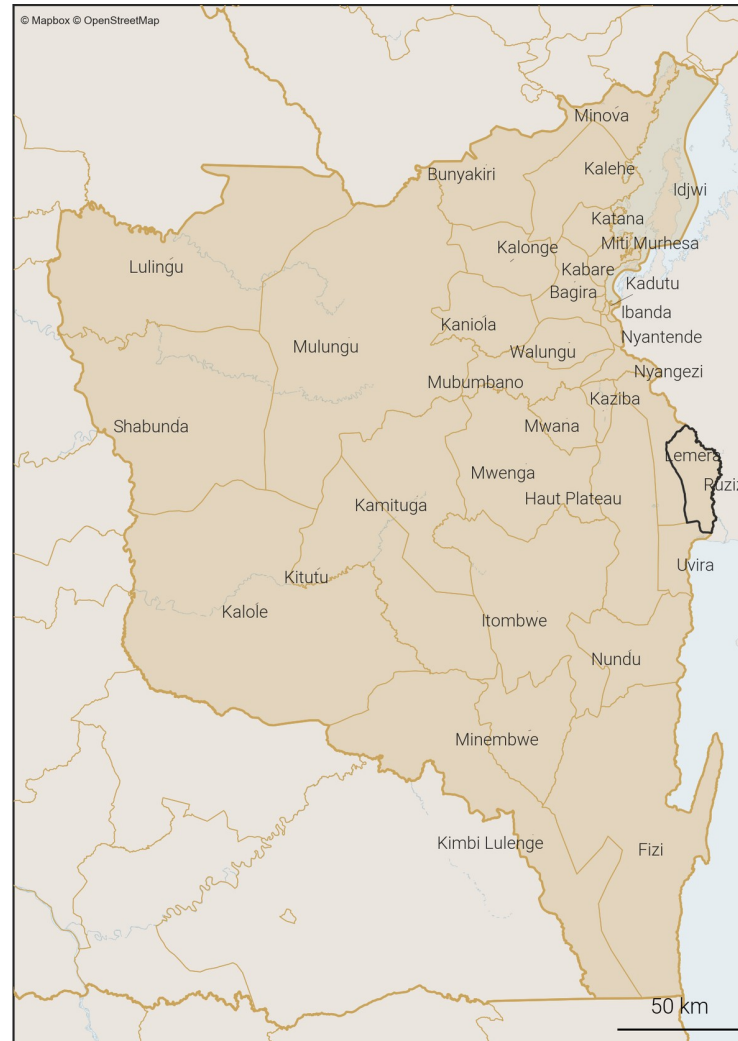 © Mapbox © OpenStreetMap
Minova
Bunyakiri
Kalehe
Idjwi
Katana
Miti Murhesa
Kalonge
Lulingu
Kabare
Kadutu
Bagira
Ibanda
Kaniola
Nyantende
Mulungu
Walungu
Nyangezi
Mubumbano
Kaziba
Shabunda
Mwana
Lemera
Mwenga
Ruziz
Haut Plateau
Kamituga
Uvira
Kitutu
Kalole
Itombwe
Nundu
Minembwe
Kimbi Lulenge
Fizi
50 km